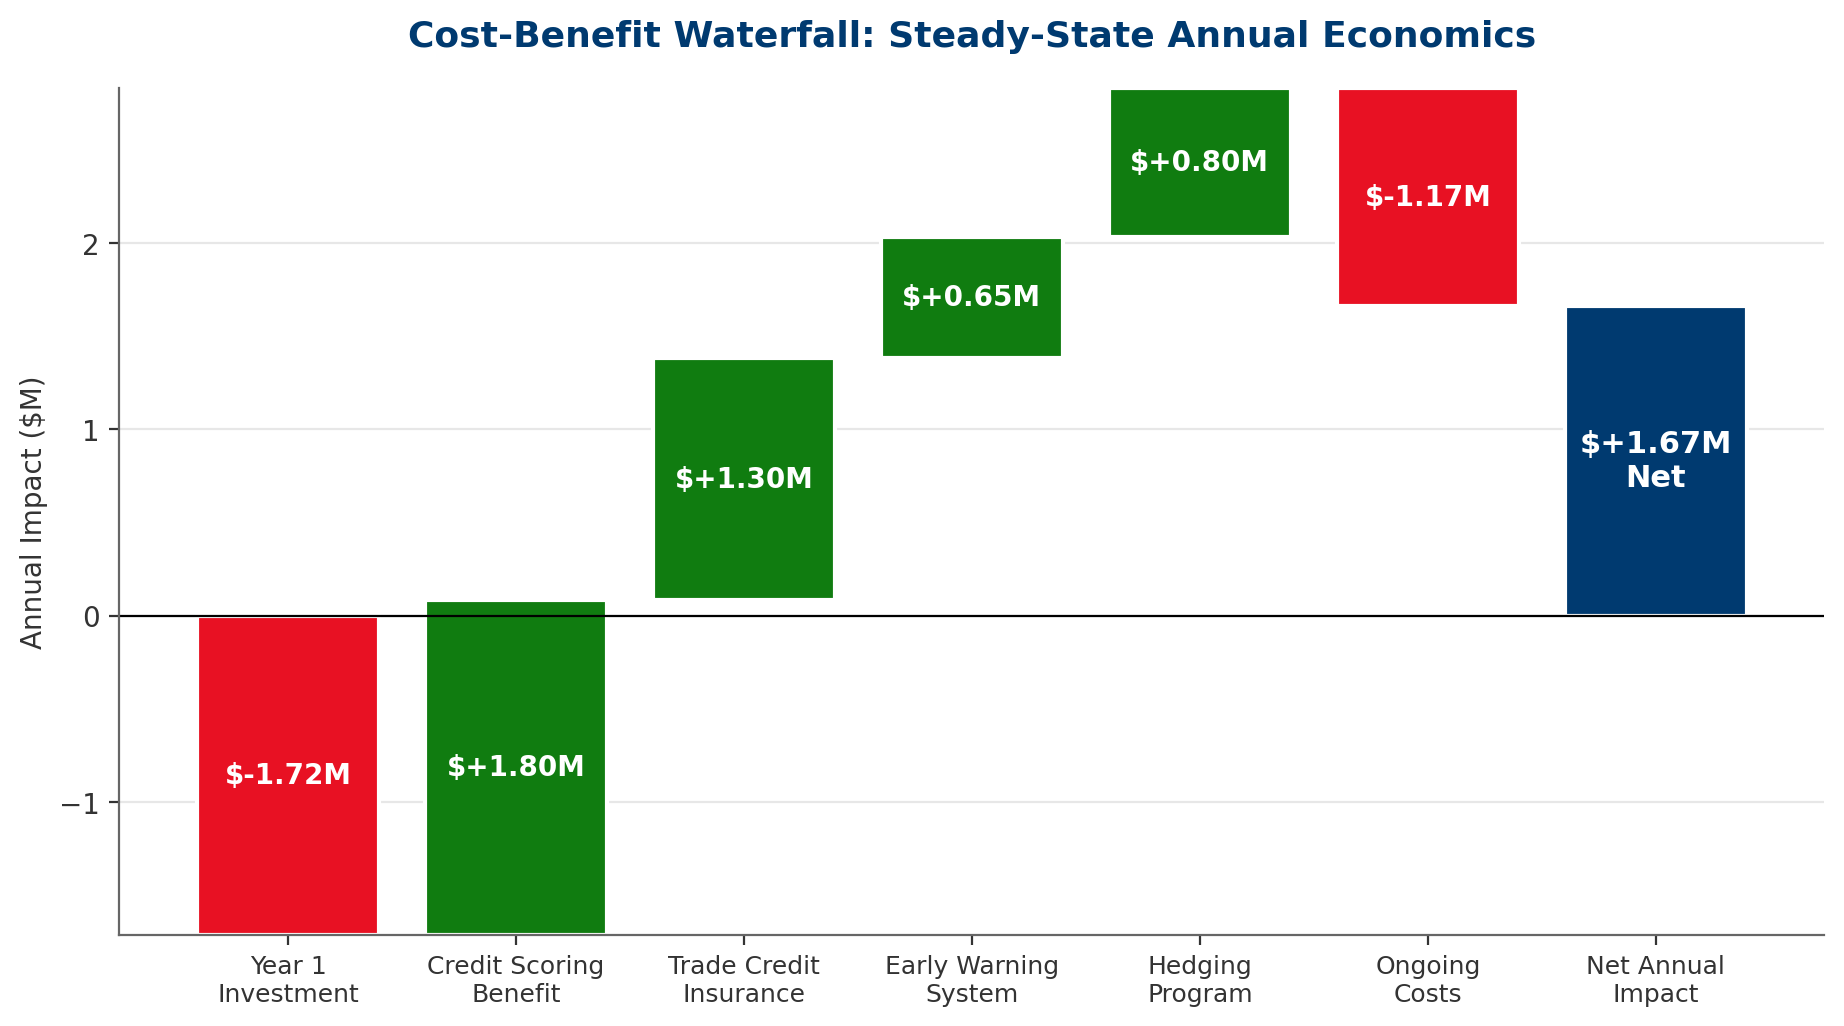 Cost-Benefit Waterfall: Steady-State Annual Economics
Annual Impact ($M)
2
1
0
−1
$-1.72M
$+1.80M
$+1.30M
$+0.65M
$+0.80M
$-1.17M
$+1.67M
Net
Year 1
Investment
Credit Scoring
Benefit
Trade Credit
Insurance
Early Warning
System
Hedging
Program
Ongoing
Costs
Net Annual
Impact